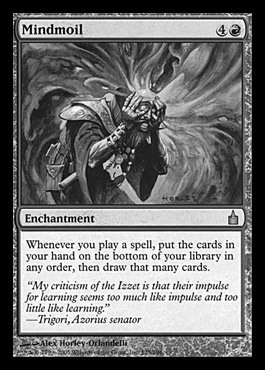 Mindmoil 4
HORLEY
Enchantment
Whenever you play a spell, put the cards in
your hand on the bottom of your library in
any order, then draw that many cards.
"My criticism of the Izzet is that their impulse
for learning seems too much like impulse and too
little like learning."
—Trigori, Azorius senator
Alex Horley-Orlandelli